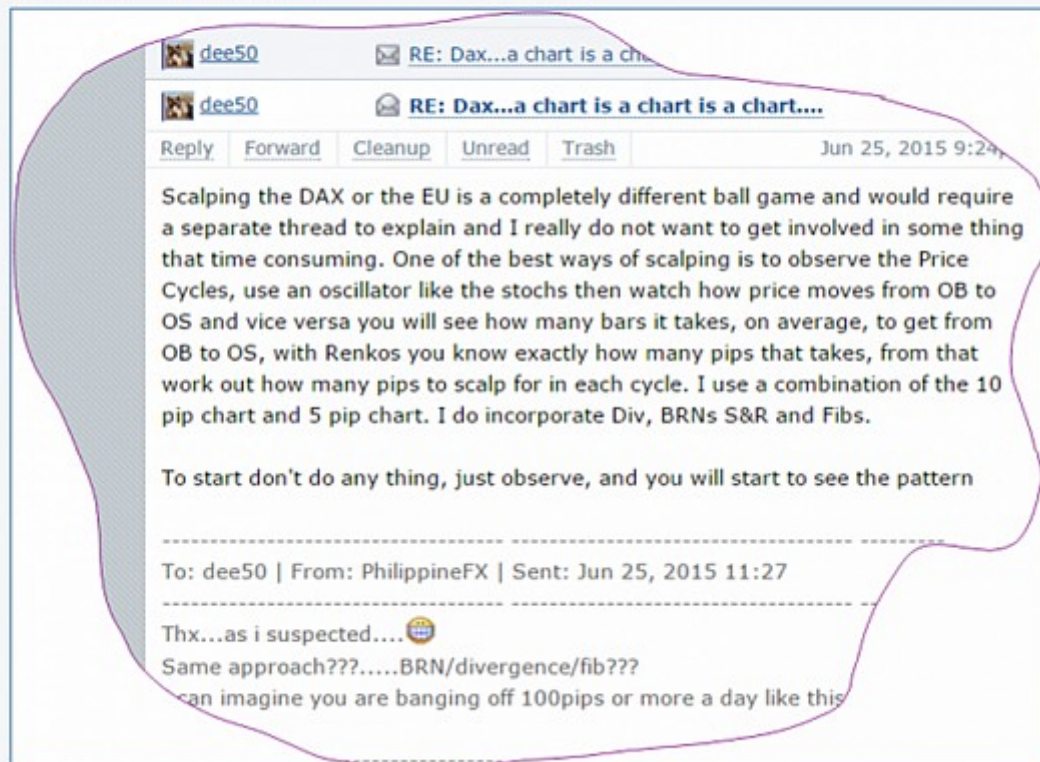 dee50 RE: Dax...a chart is a
dee50 RE: Dax...a chart is a chart is a chart....
Reply Forward Cleanup Unread Trash Jun 25, 2015 9:24
Scalping the DAX or the EU is a completely different ball game and would require
a separate thread to explain and I really do not want to get involved in some thing
that time consuming. One of the best ways of scalping is to observe the Price
Cycles, use an oscillator like the stochs then watch how price moves from OB to
OS and vice versa you will see how many bars it takes, on average, to get from
OB to OS, with Renkos you know exactly how many pips that takes, from that
work out how many pips to scalp for in each cycle. I use a combination of the 10
pip chart and 5 pip chart. I do incorporate Div, BRNs S&R and Fibs.
To start don't do any thing, just observe, and you will start to see the pattern
To: dee50 | From: PhilippineFX | Sent: Jun 25, 2015 11:27
Thx...as i suspected....
Same approach???.....BRN/divergence/fib???
can imagine you are banging off 100pips or more a day like this